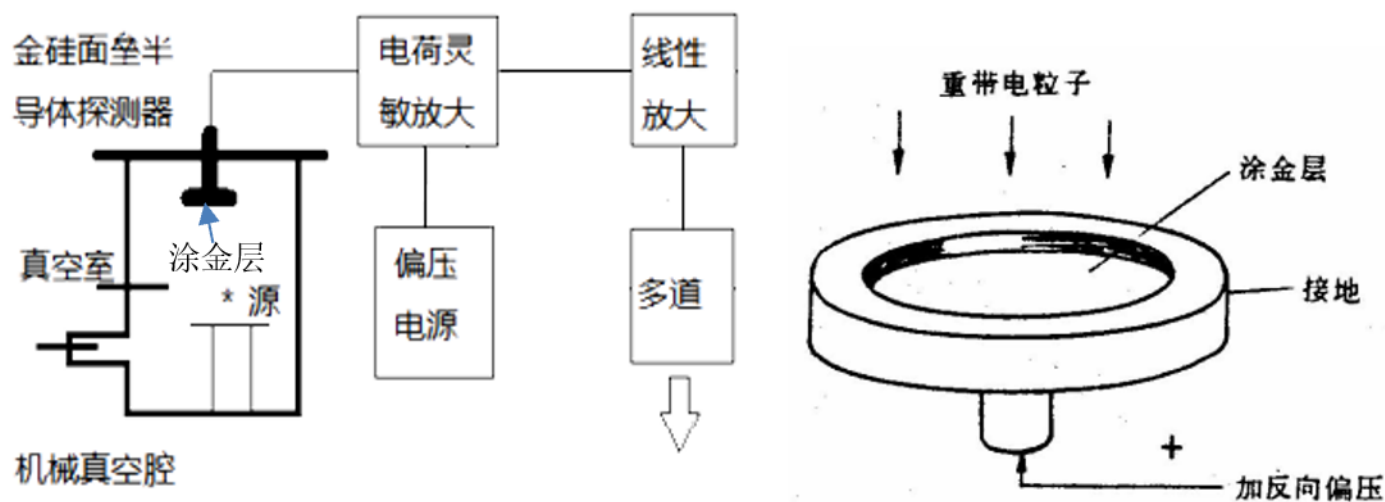 金硅面垒半
导体探测器
电荷灵
敏放大
线性
放大
涂金层
真空室
* 源
偏压
电源
多道
机械真空腔
重带电粒子
涂金层
接地
+
加反向偏压